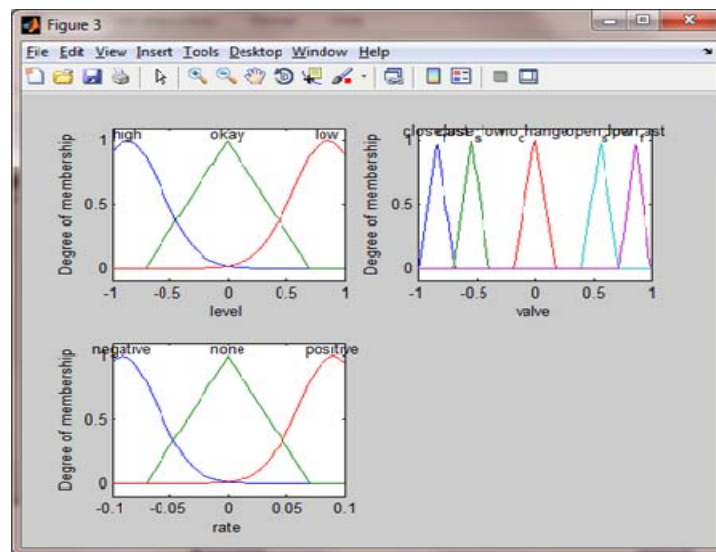 Figure 3
File Edit View Insert Tools Desktop Window Help
high okay low
Degree of membership
1
0.5
0
-1 -0.5 0 0.5 1
level
Degree of membership
1
0.5
0
-1 -0.5 0 0.5 1
valve
negative none positive
Degree of membership
1
0.5
0
-0.1 -0.05 0 0.05 0.1
rate